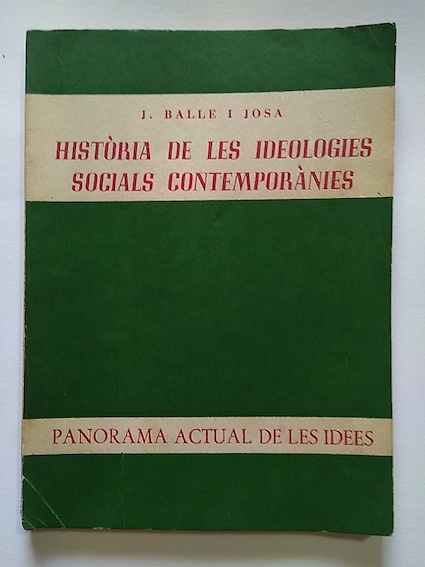 J. BALLE I JOSA
HISTÒRIA DE LES IDEOLOGIES
SOCIALS CONTEMPORÀNIES
PANORAMA ACTUAL DE LES IDEES